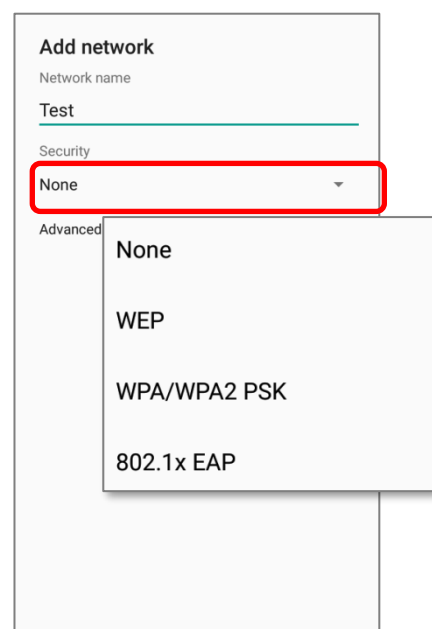 Add network
Network name
Test
Security
None
Advanced
None
WEP
WPA/WPA2 PSK
802.1x EAP